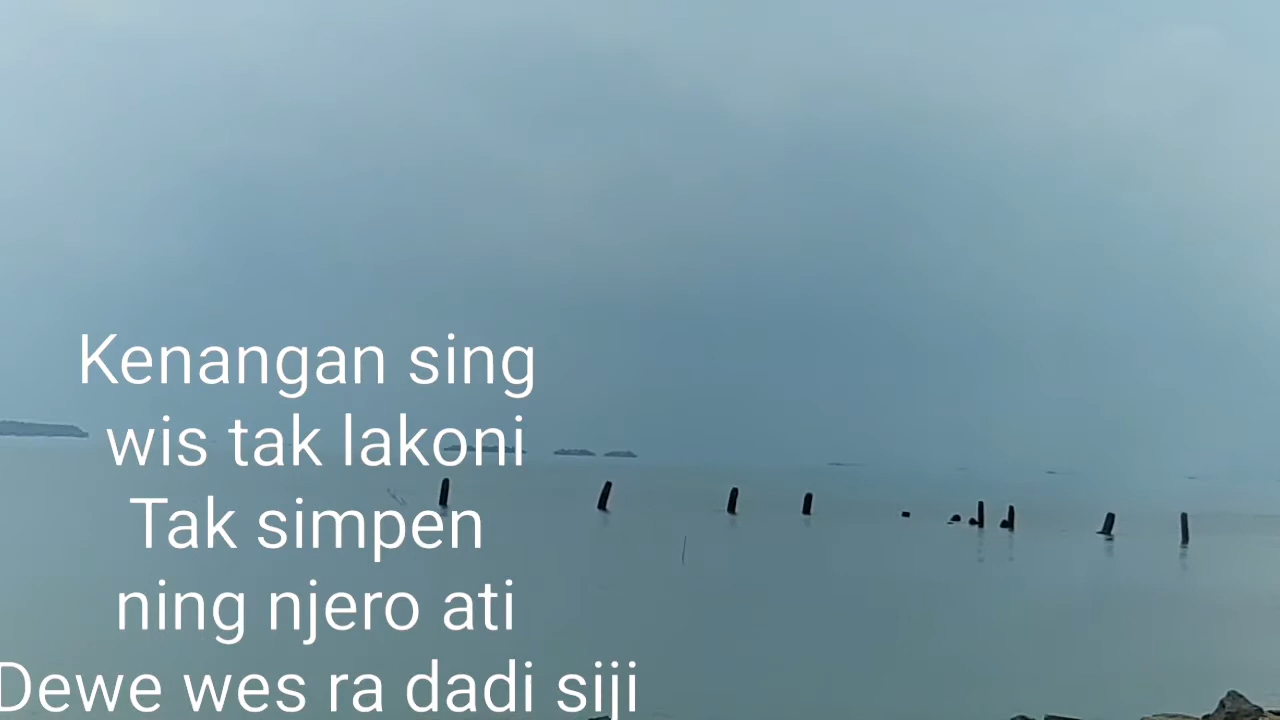 Kenangan sing
wis tak lakoni
Tak simpen
ning njero ati
Dewe wes ra dadi siji